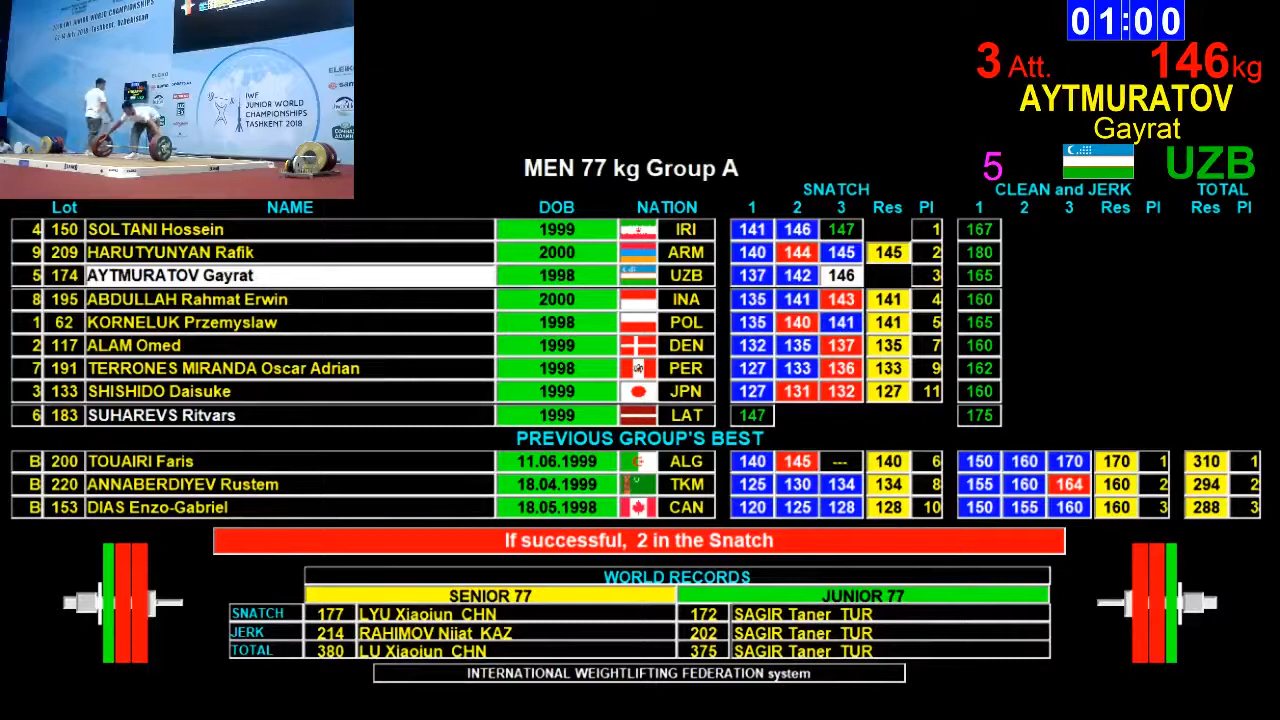 2018 IWF JUNIOR WORLD CHAMPIONSHIPS
IWF
JUNIOR WORLD
CHAMPIONSHIPS
TASHKENT 2018
ELEIKO
01:00
3 Att. 146kg
AYTMURATOV
Gayrat
5 UZB
MEN 77 kg Group A
SNATCH CLEAN and JERK TOTAL
Lot NAME DOB NATION 1 2 3 Res Pl 1 2 3 Res Pl Res Pl
4 150 SOLTANI Hossein 1999 IRI 141 146 147 1 167
9 209 HARUTYUNYAN Rafik 2000 ARM 140 144 145 145 2 180
5 174 AYTMURATOV Gayrat 1998 UZB 137 142 146 3 165
8 195 ABDULLAH Rahmat Erwin 2000 INA 135 141 143 141 4 160
1 62 KORNELUK Przemyslaw 1998 POL 135 140 141 141 5 165
2 117 ALAM Omed 1999 DEN 132 135 137 135 7 160
7 191 TERRONES MIRANDA Oscar Adrian 1998 PER 127 133 136 133 9 162
3 133 SHISHIDO Daisuke 1999 JPN 127 131 132 127 11 160
6 183 SUHAREVS Ritvars 1999 LAT 147 175
PREVIOUS GROUP'S BEST
B 200 TOUAIRI Faris 11.06.1999 ALG 140 145 --- 140 6 150 160 170 170 1 310 1
B 220 ANNABERDIYEV Rustem 18.04.1999 TKM 125 130 134 134 8 155 160 164 160 2 294 2
B 153 DIAS Enzo-Gabriel 18.05.1998 CAN 120 125 128 128 10 150 155 160 160 3 288 3
If successful, 2 in the Snatch
WORLD RECORDS
SENIOR 77 JUNIOR 77
SNATCH 177 LYU Xiaojun CHN 172 SAGIR Taner TUR
JERK 214 RAHIMOV Nijat KAZ 202 SAGIR Taner TUR
TOTAL 380 LU Xiaojun CHN 375 SAGIR Taner TUR
INTERNATIONAL WEIGHTLIFTING FEDERATION system